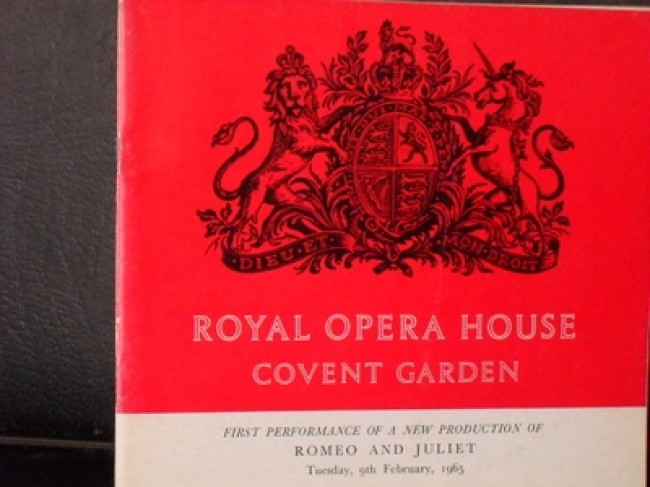 DIEU·ET·MON·DROIT
ROYAL OPERA HOUSE
COVENT GARDEN
FIRST PERFORMANCE OF A NEW PRODUCTION OF
ROMEO AND JULIET
Tuesday, 9th February, 1965